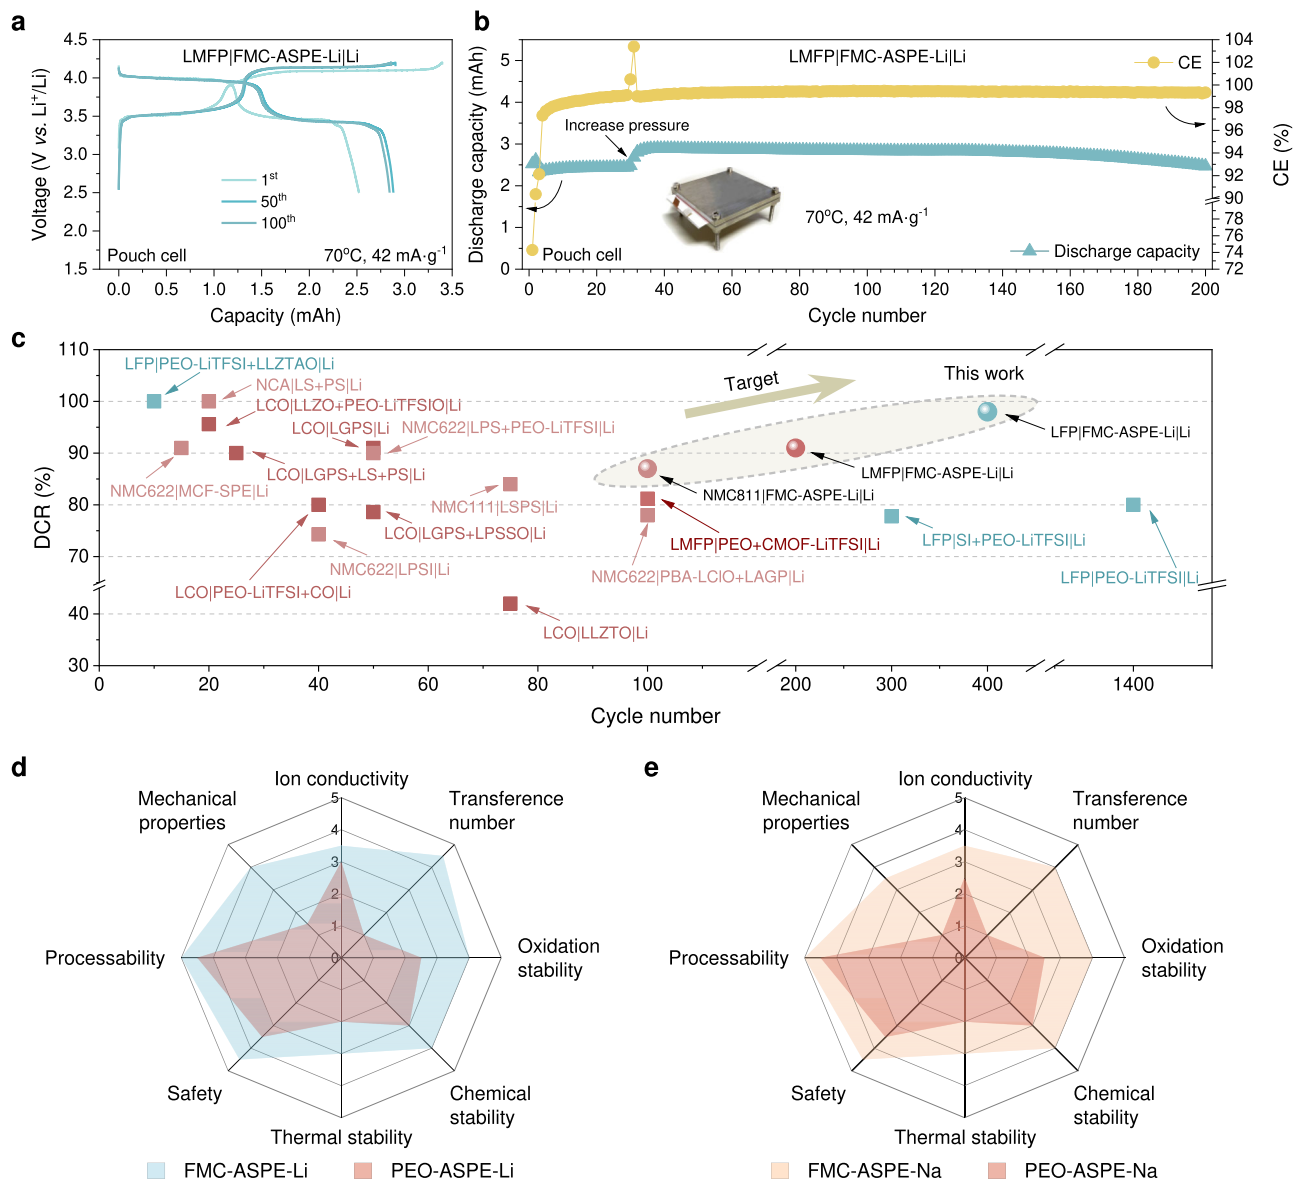 a
LMFP|FMC-ASPE-Li|Li
4.5
4.0
3.5
3.0
2.5
2.0
1.5
Voltage (V vs. Li⁺/Li)
1ˢᵗ
50ᵗʰ
100ᵗʰ
Pouch cell
70ºC, 42 mA·g⁻¹
0.0 0.5 1.0 1.5 2.0 2.5 3.0 3.5
Capacity (mAh)
b
LMFP|FMC-ASPE-Li|Li
CE
5
4
3
2
1
0
Discharge capacity (mAh)
Increase pressure
70ºC, 42 mA·g⁻¹
Pouch cell
Discharge capacity
104
102
100
98
96
94
92
90
78
76
74
72
CE (%)
0 20 40 60 80 100 120 140 160 180 200
Cycle number
c
110
100
90
80
70
40
30
DCR (%)
LFP|PEO-LiTFSI+LLZTAO|Li
NCA|LS+PS|Li
LCO|LLZO+PEO-LiTFSIO|Li
LCO|LGPS|Li
NMC622|LPS+PEO-LiTFSI|Li
Target
This work
LFP|FMC-ASPE-Li|Li
LCO|LGPS+LS+PS|Li
LMFP|FMC-ASPE-Li|Li
NMC622|MCF-SPE|Li
NMC811|FMC-ASPE-Li|Li
NMC111|LSPS|Li
LCO|LGPS+LPSSO|Li
LMFP|PEO+CMOF-LiTFSI|Li
LFP|SI+PEO-LiTFSI|Li
NMC622|LPSI|Li
NMC622|PBA-LCIO+LAGP|Li
LFP|PEO-LiTFSI|Li
LCO|PEO-LiTFSI+CO|Li
LCO|LLZTO|Li
0 20 40 60 80 100 200 300 400 1400
Cycle number
d
Ion conductivity
Transference
number
Oxidation
stability
Chemical
stability
Thermal stability
Safety
Processability
Mechanical
properties
5
4
3
2
1
0
FMC-ASPE-Li
PEO-ASPE-Li
e
Ion conductivity
Transference
number
Oxidation
stability
Chemical
stability
Thermal stability
Safety
Processability
Mechanical
properties
5
4
3
2
1
0
FMC-ASPE-Na
PEO-ASPE-Na